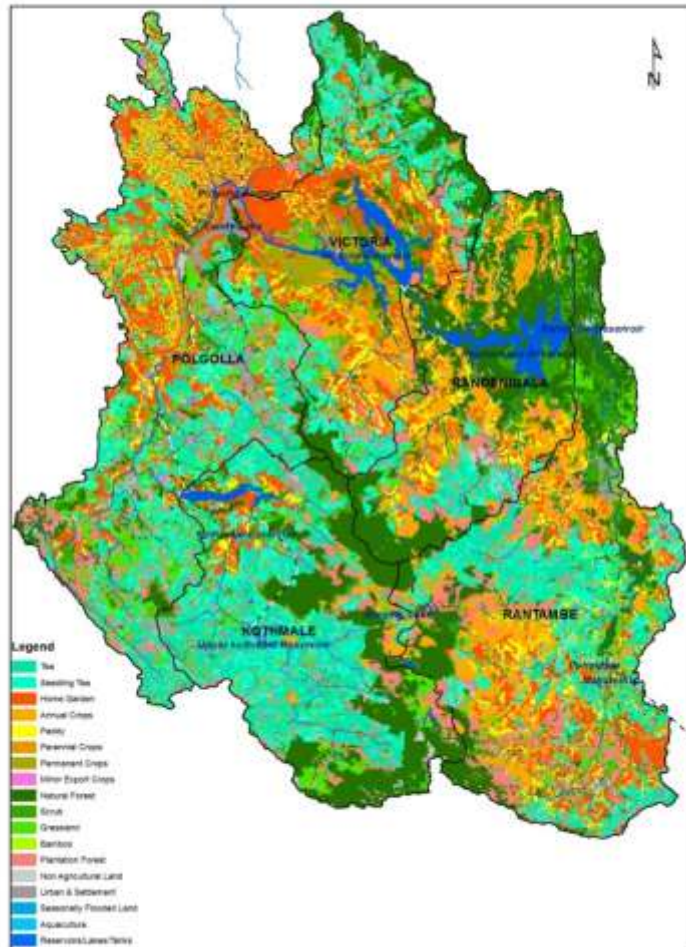 N
VICTORIA
POLGOLLA
RANDENIGALA
KOTHMALE
RANTAMBE
Upper Kothmale Reservoir
Legend
Tea
Seedling Tea
Home Garden
Annual Crops
Paddy
Perennial Crops
Permanent Crops
Minor Export Crops
Natural Forest
Scrub
Grassland
Bamboo
Plantation Forest
Non Agricultural Land
Urban & Settlement
Seasonally Flooded Land
Aquaculture
Reservoirs/Lakes/Tanks